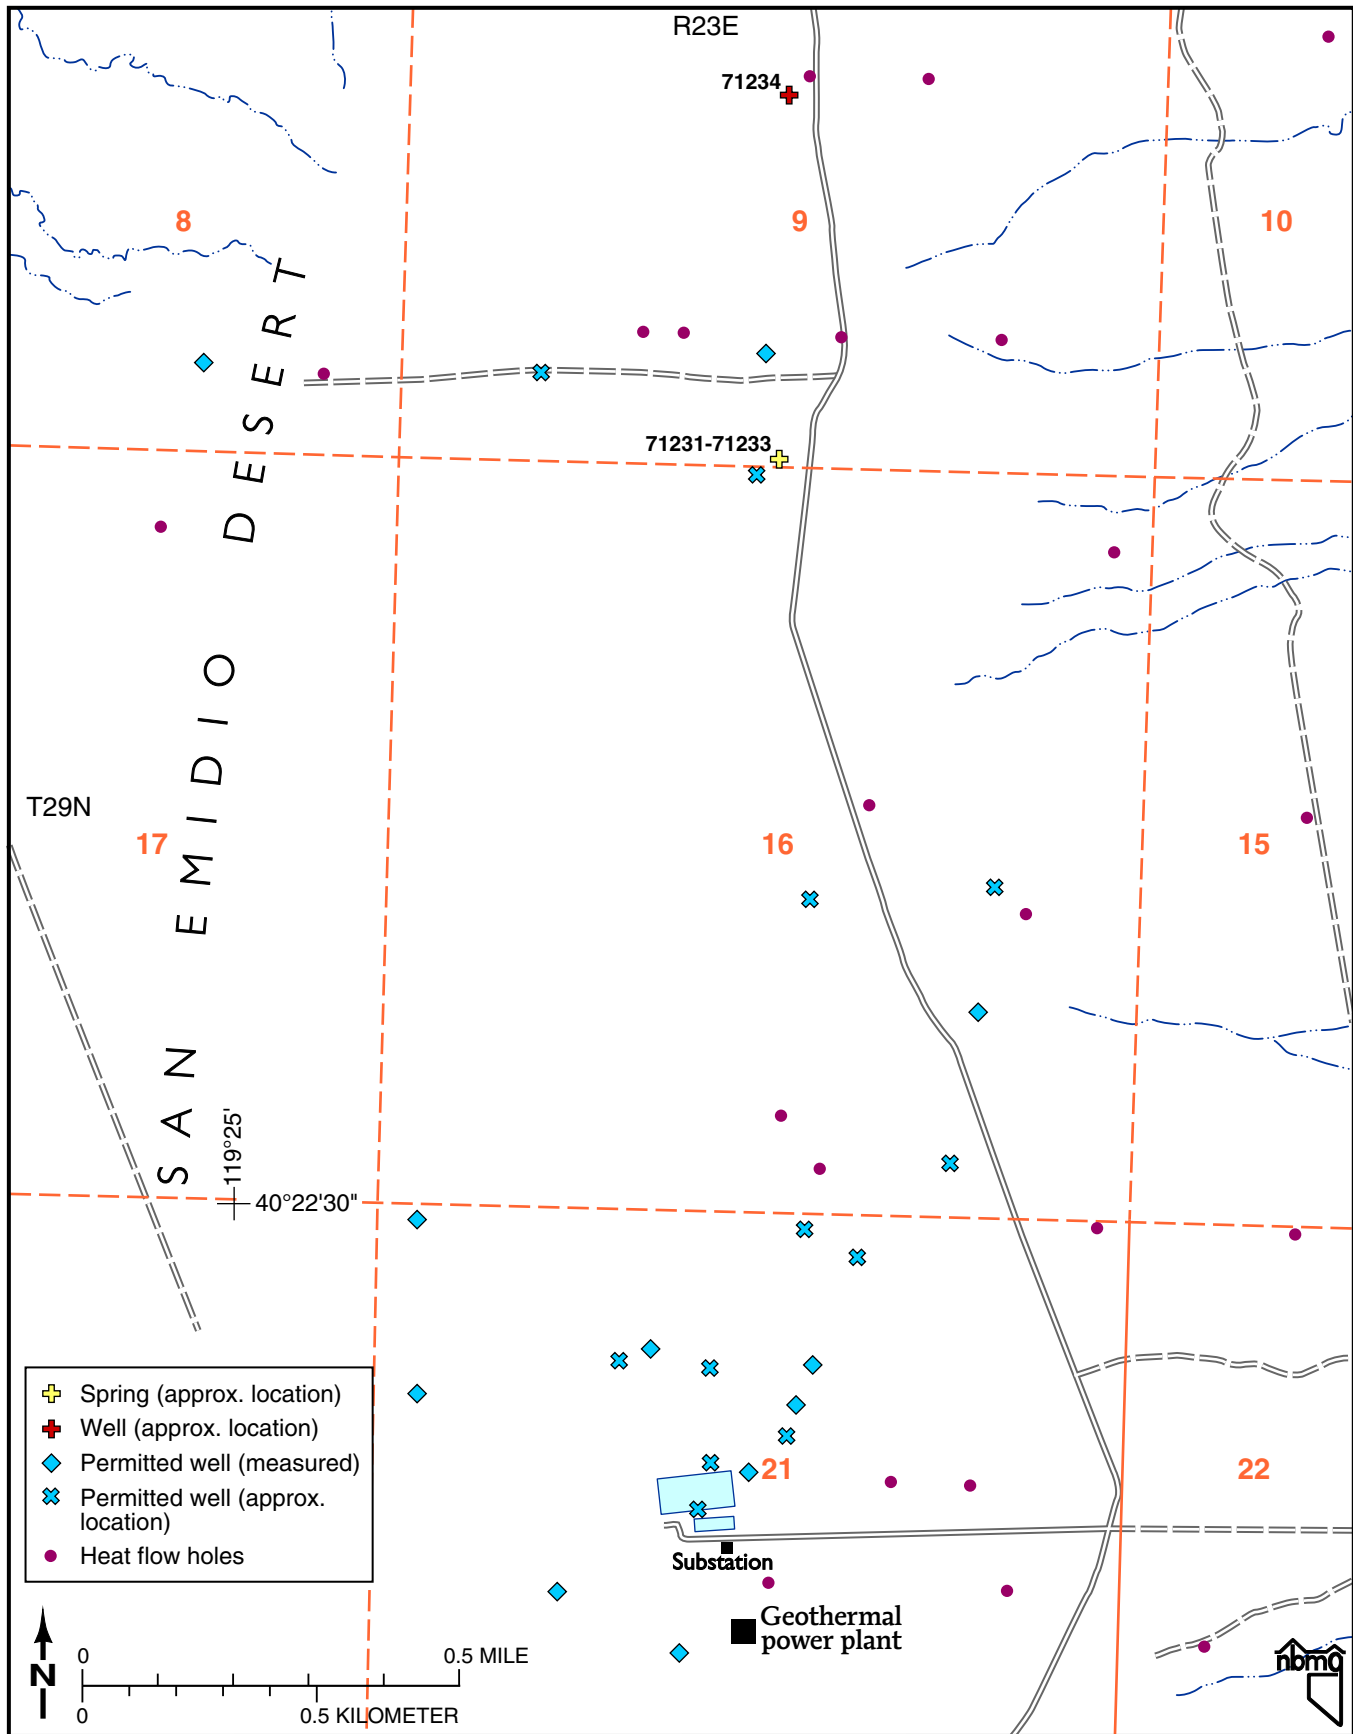 R23E
71234
8
9
10
71231-71233
SAN EMIDIO DESERT
T29N
17
16
15
119°25'
40°22'30"
Spring (approx. location)
Well (approx. location)
Permitted well (measured)
Permitted well (approx.
location)
Heat flow holes
21
22
Substation
Geothermal
power plant
N
0
0.5 MILE
0
0.5 KILOMETER
nbmg